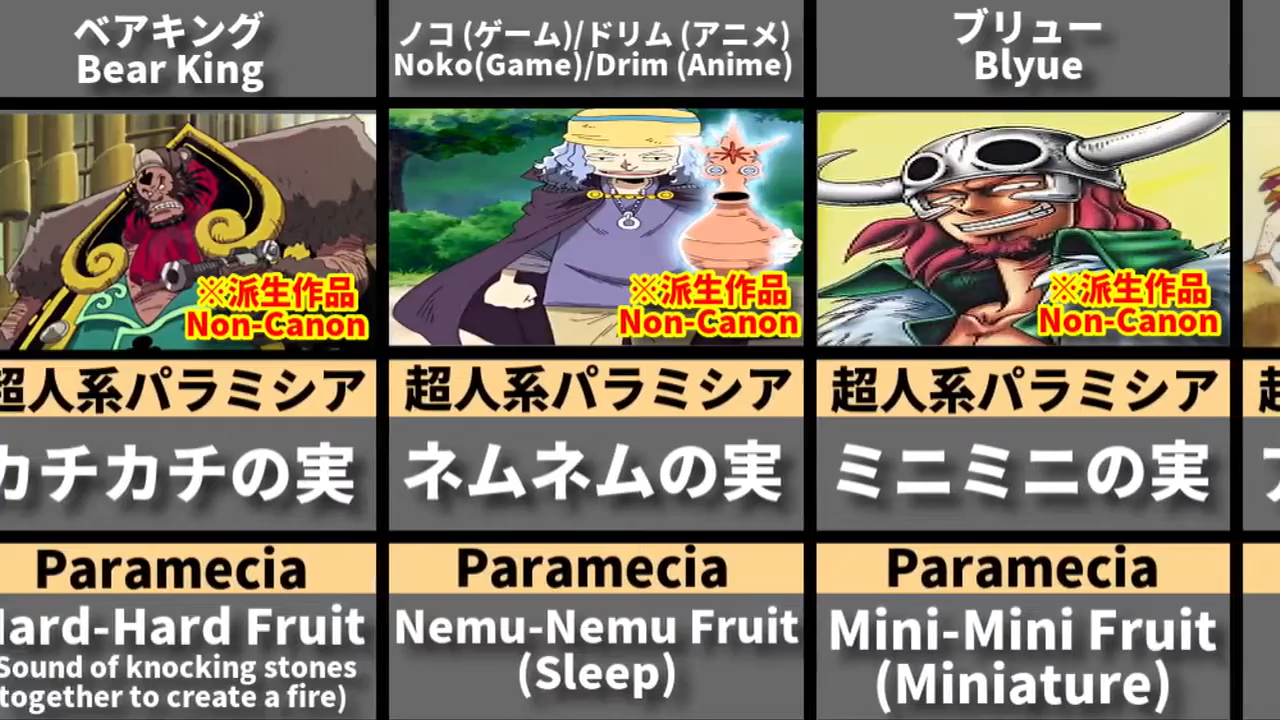 ベアキング
Bear King
※派生作品
Non-Canon
超人系パラミシア
カチカチの実
Paramecia
Hard-Hard Fruit
Sound of knocking stones
together to create a fire)
ノコ (ゲーム)/ドリム (アニメ)
Noko(Game)/Drim (Anime)
※派生作品
Non-Canon
超人系パラミシア
ネムネムの実
Paramecia
Nemu-Nemu Fruit
(Sleep)
ブリュー
Blyue
※派生作品
Non-Canon
超人系パラミシア
ミニミニの実
Paramecia
Mini-Mini Fruit
(Miniature)